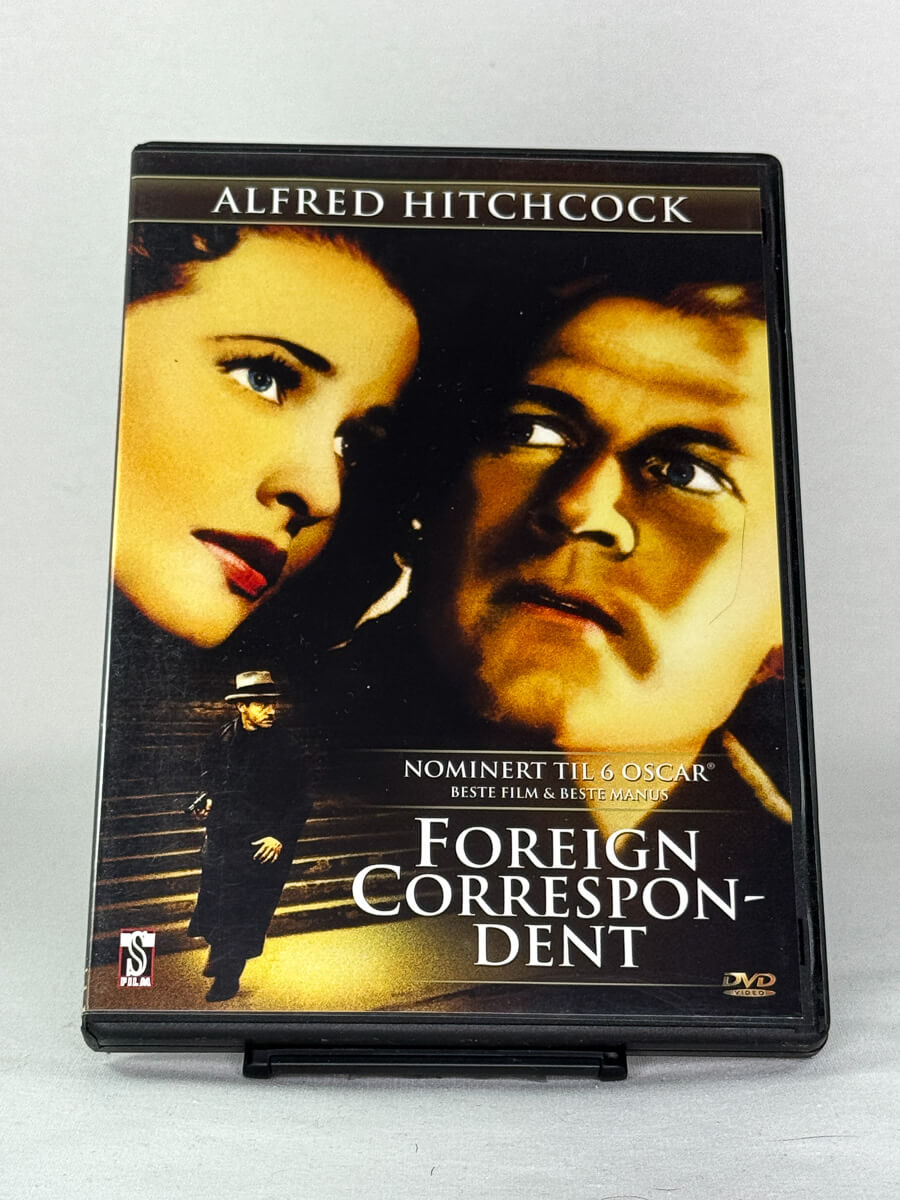 ALFRED HITCHCOCK
NOMINERT TIL 6 OSCAR®
BESTE FILM & BESTE MANUS
FOREIGN
CORRESPON-
DENT
S
FILM
DVD
VIDEO